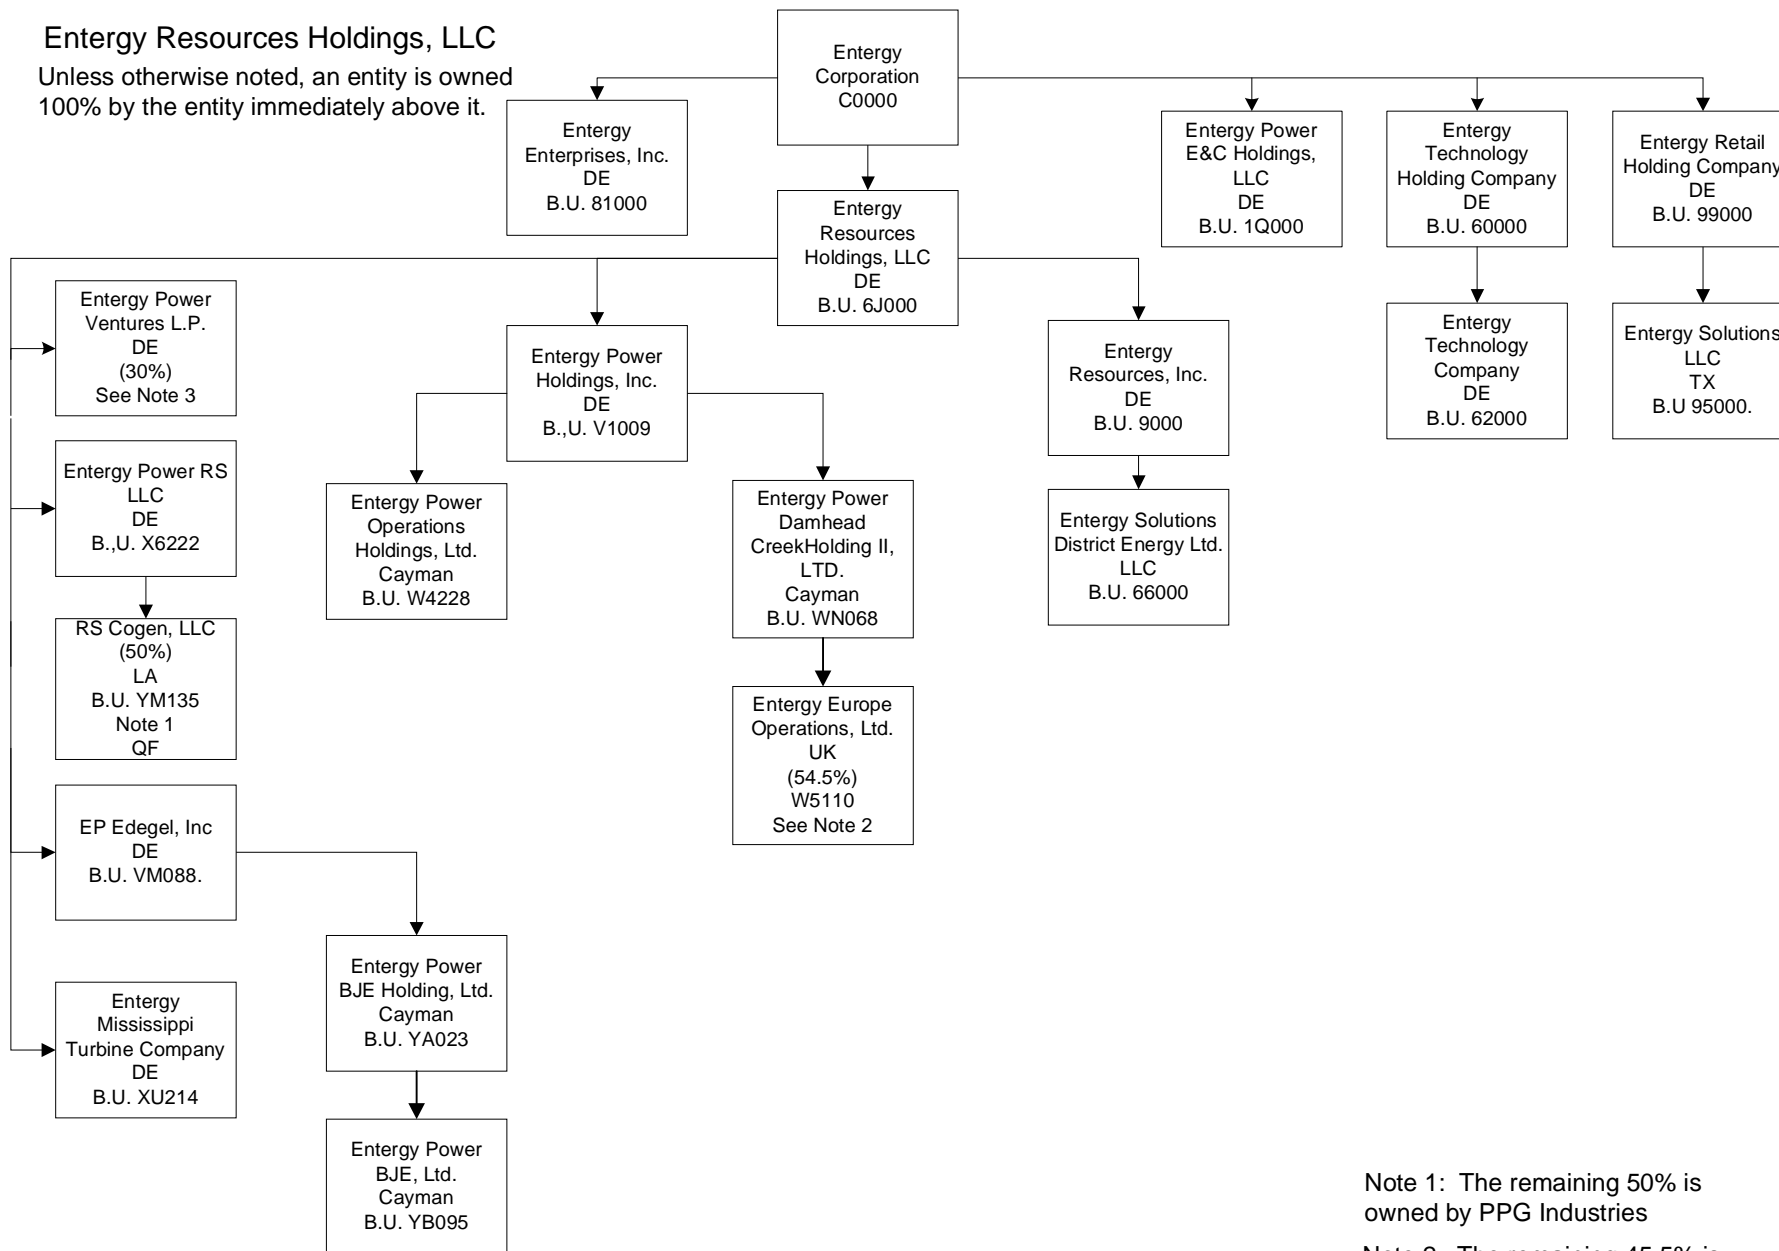 Entergy Resources Holdings, LLC
Unless otherwise noted, an entity is owned
100% by the entity immediately above it.
Entergy
Corporation
C0000
Entergy
Enterprises, Inc.
DE
B.U. 81000
Entergy Power
E&C Holdings,
LLC
DE
B.U. 1Q000
Entergy
Technology
Holding Company
DE
B.U. 60000
Entergy Retail
Holding Company
DE
B.U. 99000
Entergy
Resources
Holdings, LLC
DE
B.U. 6J000
Entergy Power
Ventures L.P.
DE
(30%)
See Note 3
Entergy Power
Holdings, Inc.
DE
B.,U. V1009
Entergy
Resources, Inc.
DE
B.U. 9000
Entergy
Technology
Company
DE
B.U. 62000
Entergy Solutions
LLC
TX
B.U 95000.
Entergy Power RS
LLC
DE
B.,U. X6222
Entergy Power
Operations
Holdings, Ltd.
Cayman
B.U. W4228
Entergy Power
Damhead
CreekHolding II,
LTD.
Cayman
B.U. WN068
Entergy Solutions
District Energy Ltd.
LLC
B.U. 66000
RS Cogen, LLC
(50%)
LA
B.U. YM135
Note 1
QF
Entergy Europe
Operations, Ltd.
UK
(54.5%)
W5110
See Note 2
EP Edegel, Inc
DE
B.U. VM088.
Entergy Power
BJE Holding, Ltd.
Cayman
B.U. YA023
Entergy
Mississippi
Turbine Company
DE
B.U. XU214
Entergy Power
BJE, Ltd.
Cayman
B.U. YB095
Note 1:  The remaining 50% is
owned by PPG Industries
Note 2:  The remaining 45.5% is